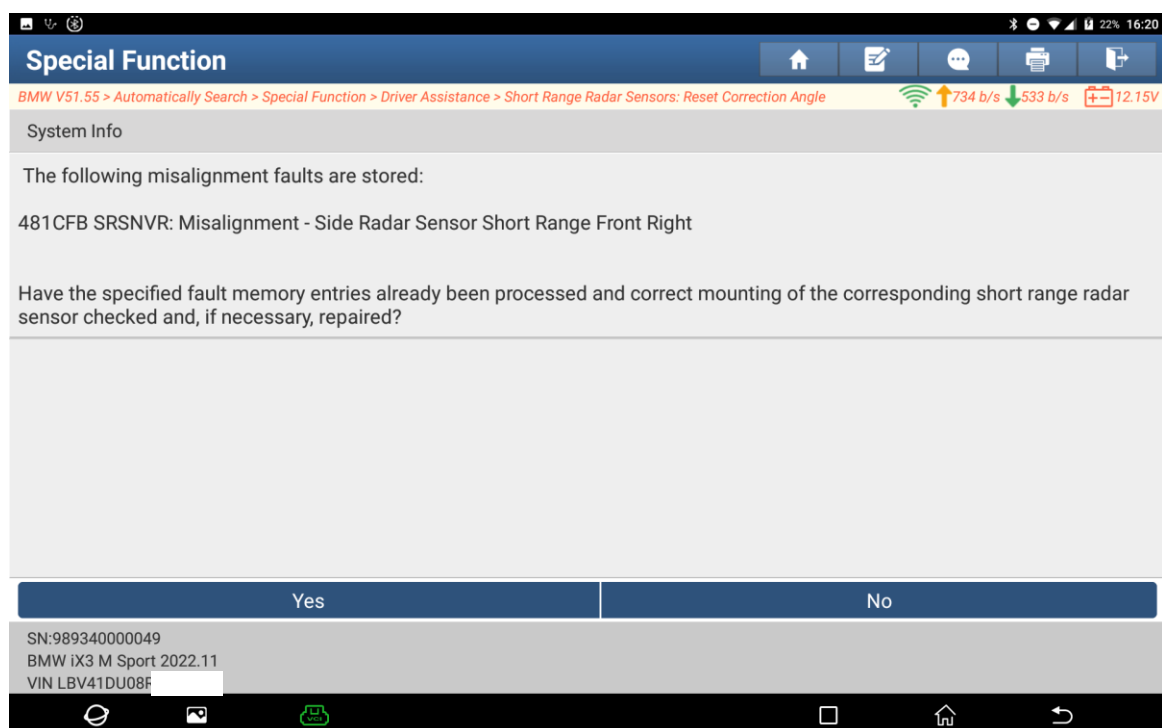 22% 16:20
Special Function
BMW V51.55 > Automatically Search > Special Function > Driver Assistance > Short Range Radar Sensors: Reset Correction Angle 734 b/s 533 b/s 12.15V
System Info
The following misalignment faults are stored:
481CFB SRSNVR: Misalignment - Side Radar Sensor Short Range Front Right
Have the specified fault memory entries already been processed and correct mounting of the corresponding short range radar
sensor checked and, if necessary, repaired?
Yes No
SN:989340000049
BMW iX3 M Sport 2022.11
VIN LBV41DU08
VCI